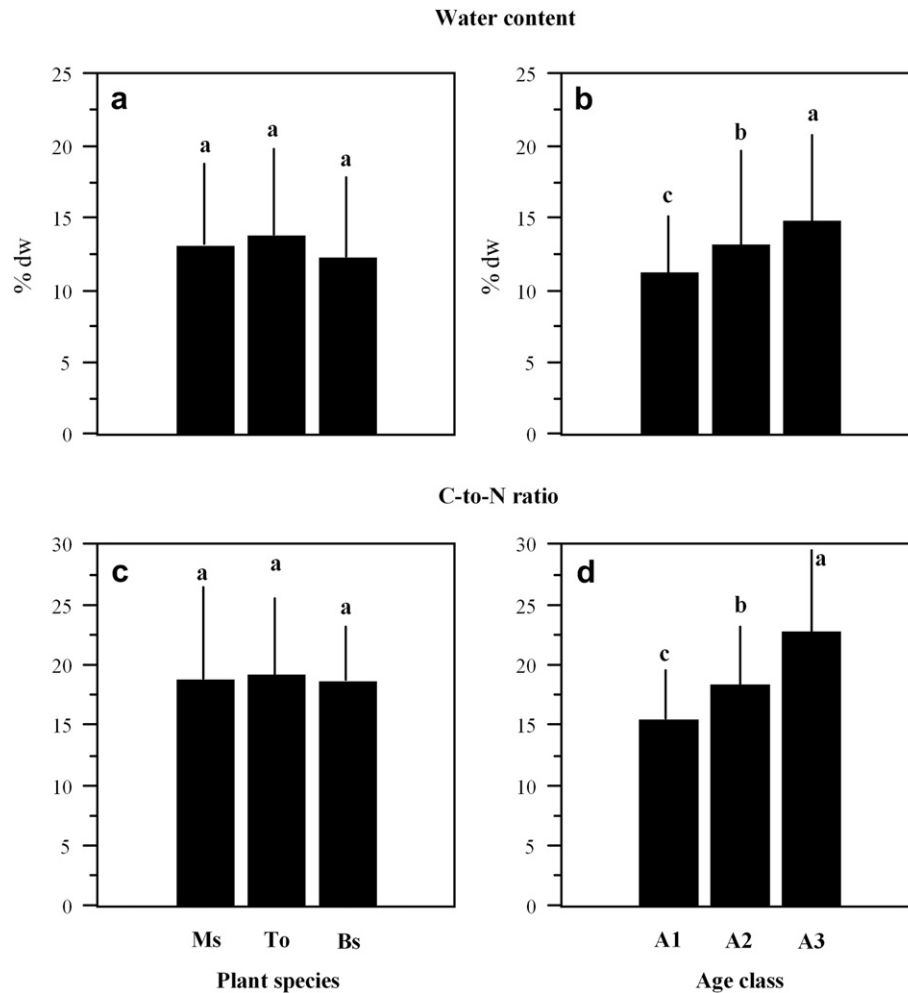 Water content
a
25
20
15
10
5
0
% dw
a
a
a
b
25
20
15
10
5
0
% dw
c
b
a
C-to-N ratio
c
30
25
20
15
10
5
0
a
a
a
Ms To Bs
Plant species
d
30
25
20
15
10
5
0
c
b
a
A1 A2 A3
Age class